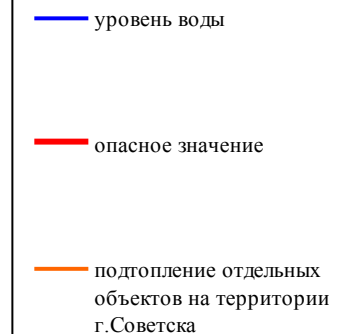 уровень воды
опасное значение
подтопление отдельных
объектов на территории
г.Советска